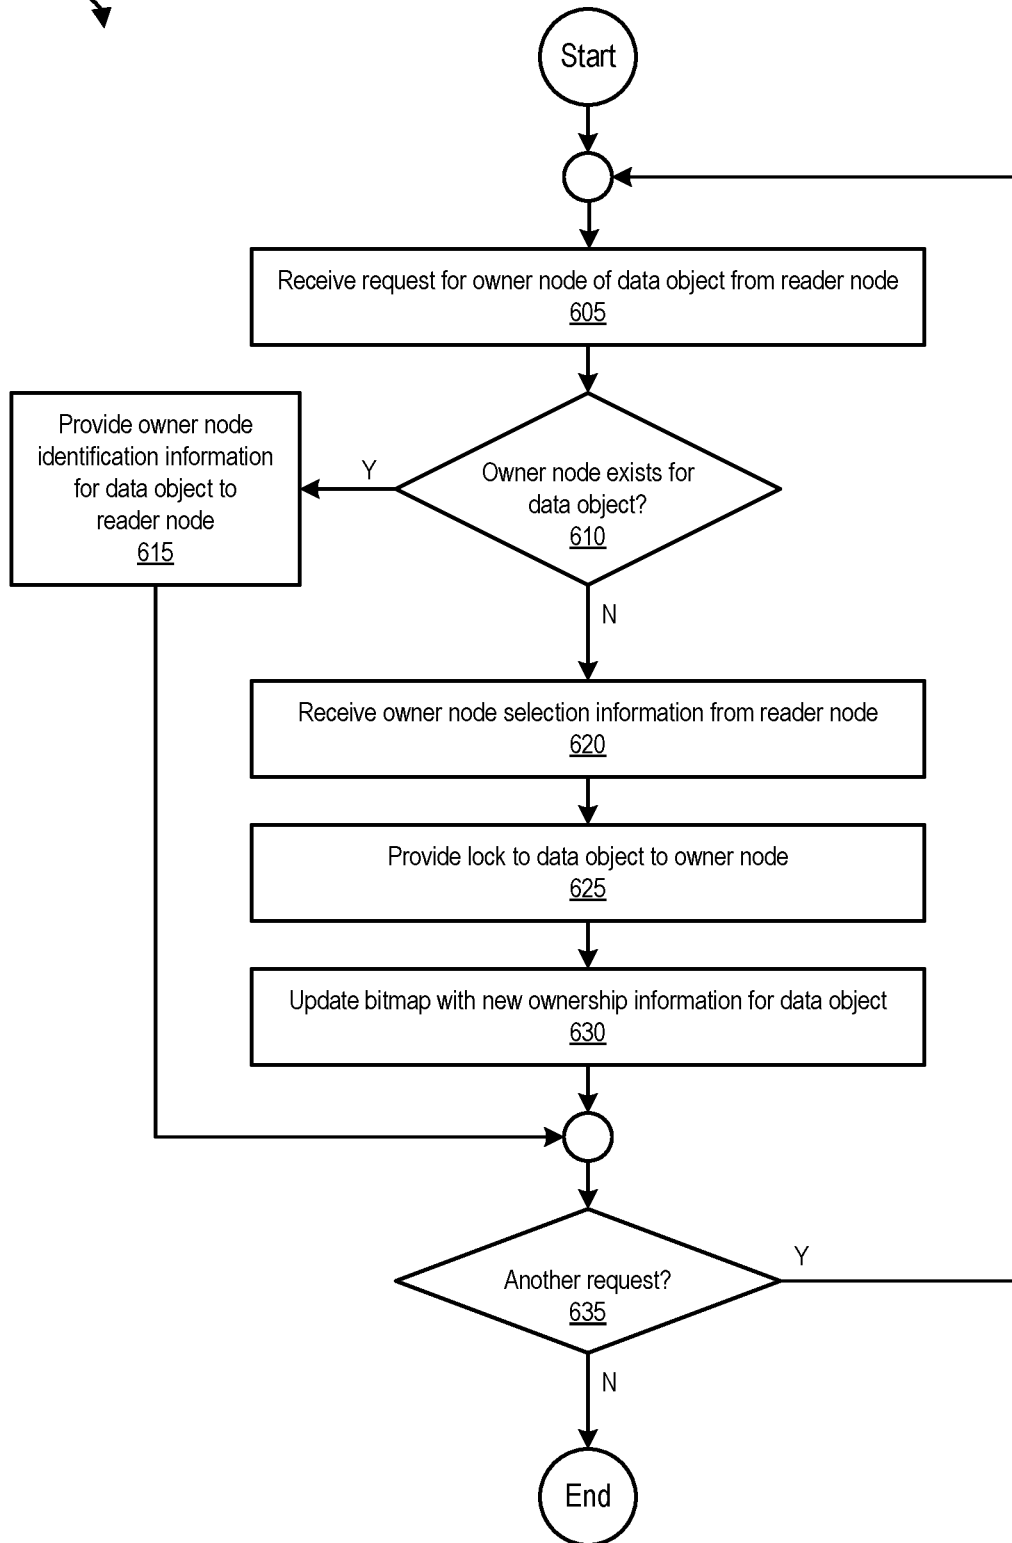 Start
Receive request for owner node of data object from reader node
605
Provide owner node
identification information
for data object to
reader node
615
Y
Owner node exists for
data object?
610
N
Receive owner node selection information from reader node
620
Provide lock to data object to owner node
625
Update bitmap with new ownership information for data object
630
Another request?
635
Y
N
End